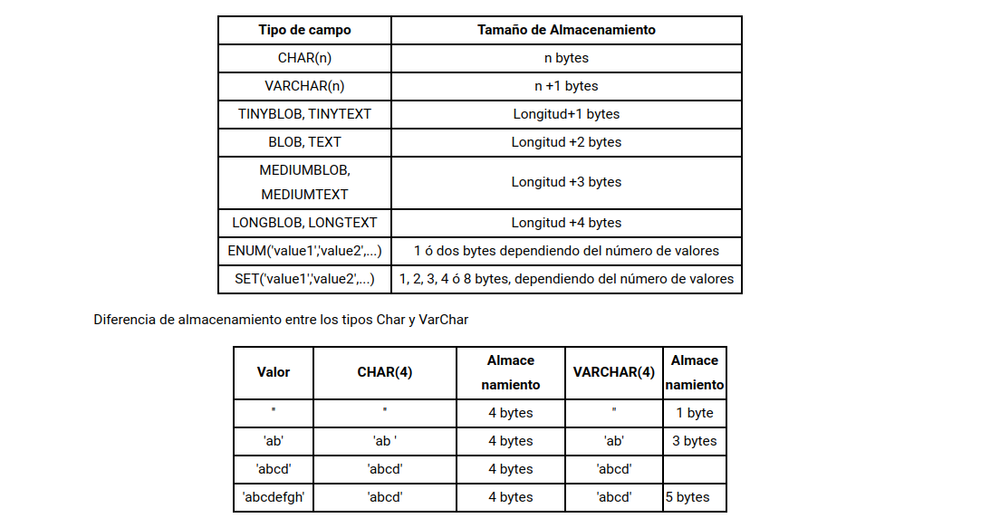 Tipo de campo Tamaño de Almacenamiento
CHAR(n) n bytes
VARCHAR(n) n +1 bytes
TINYBLOB, TINYTEXT Longitud+1 bytes
BLOB, TEXT Longitud +2 bytes
MEDIUMBLOB,
MEDIUMTEXT Longitud +3 bytes
LONGBLOB, LONGTEXT Longitud +4 bytes
ENUM('value1','value2',...) 1 ó dos bytes dependiendo del número de valores
SET('value1','value2',...) 1, 2, 3, 4 ó 8 bytes, dependiendo del número de valores
Diferencia de almacenamiento entre los tipos Char y VarChar
Valor CHAR(4) Almace
namiento VARCHAR(4) Almace
namiento
" " 4 bytes " 1 byte
'ab' 'ab ' 4 bytes 'ab' 3 bytes
'abcd' 'abcd' 4 bytes 'abcd'
'abcdefgh' 'abcd' 4 bytes 'abcd' 5 bytes